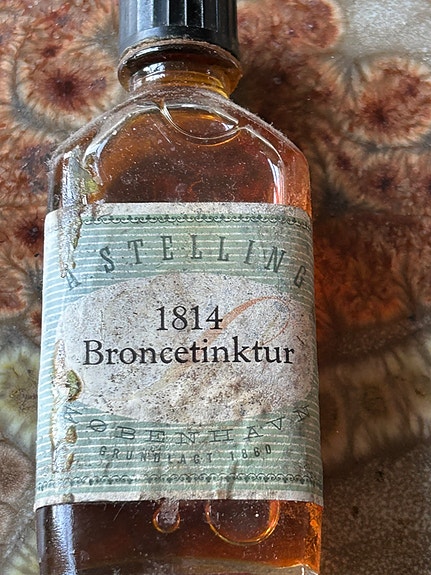 A. STELLING
1814
Broncetinktur
KØBENHAVN
GRUNDLAGT 1860